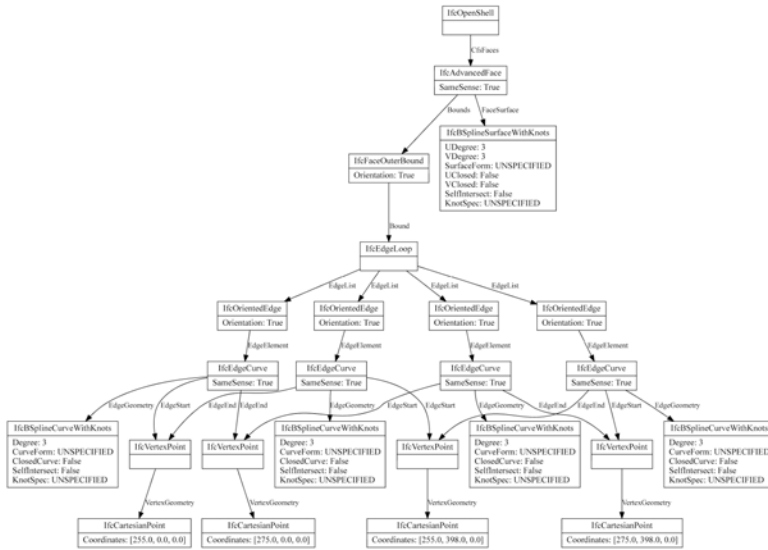 IfcOpenShell
CfsFaces
IfcAdvancedFace
SameSense: True
Bounds
FaceSurface
IfcBSplineSurfaceWithKnots
UDegree: 3
VDegree: 3
SurfaceForm: UNSPECIFIED
UClosed: False
VClosed: False
SelfIntersect: False
KnotSpec: UNSPECIFIED
IfcFaceOuterBound
Orientation: True
Bound
IfcEdgeLoop
EdgeList EdgeList EdgeList EdgeList
IfcOrientedEdge IfcOrientedEdge IfcOrientedEdge IfcOrientedEdge
Orientation: True Orientation: True Orientation: True Orientation: True
EdgeElement EdgeElement EdgeElement EdgeElement
IfcEdgeCurve IfcEdgeCurve IfcEdgeCurve IfcEdgeCurve
SameSense: True SameSense: True SameSense: True SameSense: True
EdgeGeometry EdgeStart EdgeEnd EdgeEnd EdgeGeometry EdgeStart EdgeStart EdgeGeometry EdgeEnd EdgeEnd EdgeStart EdgeGeometry
IfcBSplineCurveWithKnots IfcBSplineCurveWithKnots IfcBSplineCurveWithKnots IfcBSplineCurveWithKnots
Degree: 3 Degree: 3 Degree: 3 Degree: 3
IfcVertexPoint IfcVertexPoint IfcVertexPoint IfcVertexPoint
CurveForm: UNSPECIFIED CurveForm: UNSPECIFIED CurveForm: UNSPECIFIED CurveForm: UNSPECIFIED
ClosedCurve: False ClosedCurve: False ClosedCurve: False ClosedCurve: False
SelfIntersect: False SelfIntersect: False SelfIntersect: False SelfIntersect: False
KnotSpec: UNSPECIFIED KnotSpec: UNSPECIFIED KnotSpec: UNSPECIFIED KnotSpec: UNSPECIFIED
VertexGeometry VertexGeometry VertexGeometry VertexGeometry
IfcCartesianPoint IfcCartesianPoint IfcCartesianPoint IfcCartesianPoint
Coordinates: [255.0, 0.0, 0.0] Coordinates: [275.0, 0.0, 0.0] Coordinates: [255.0, 398.0, 0.0] Coordinates: [275.0, 398.0, 0.0]